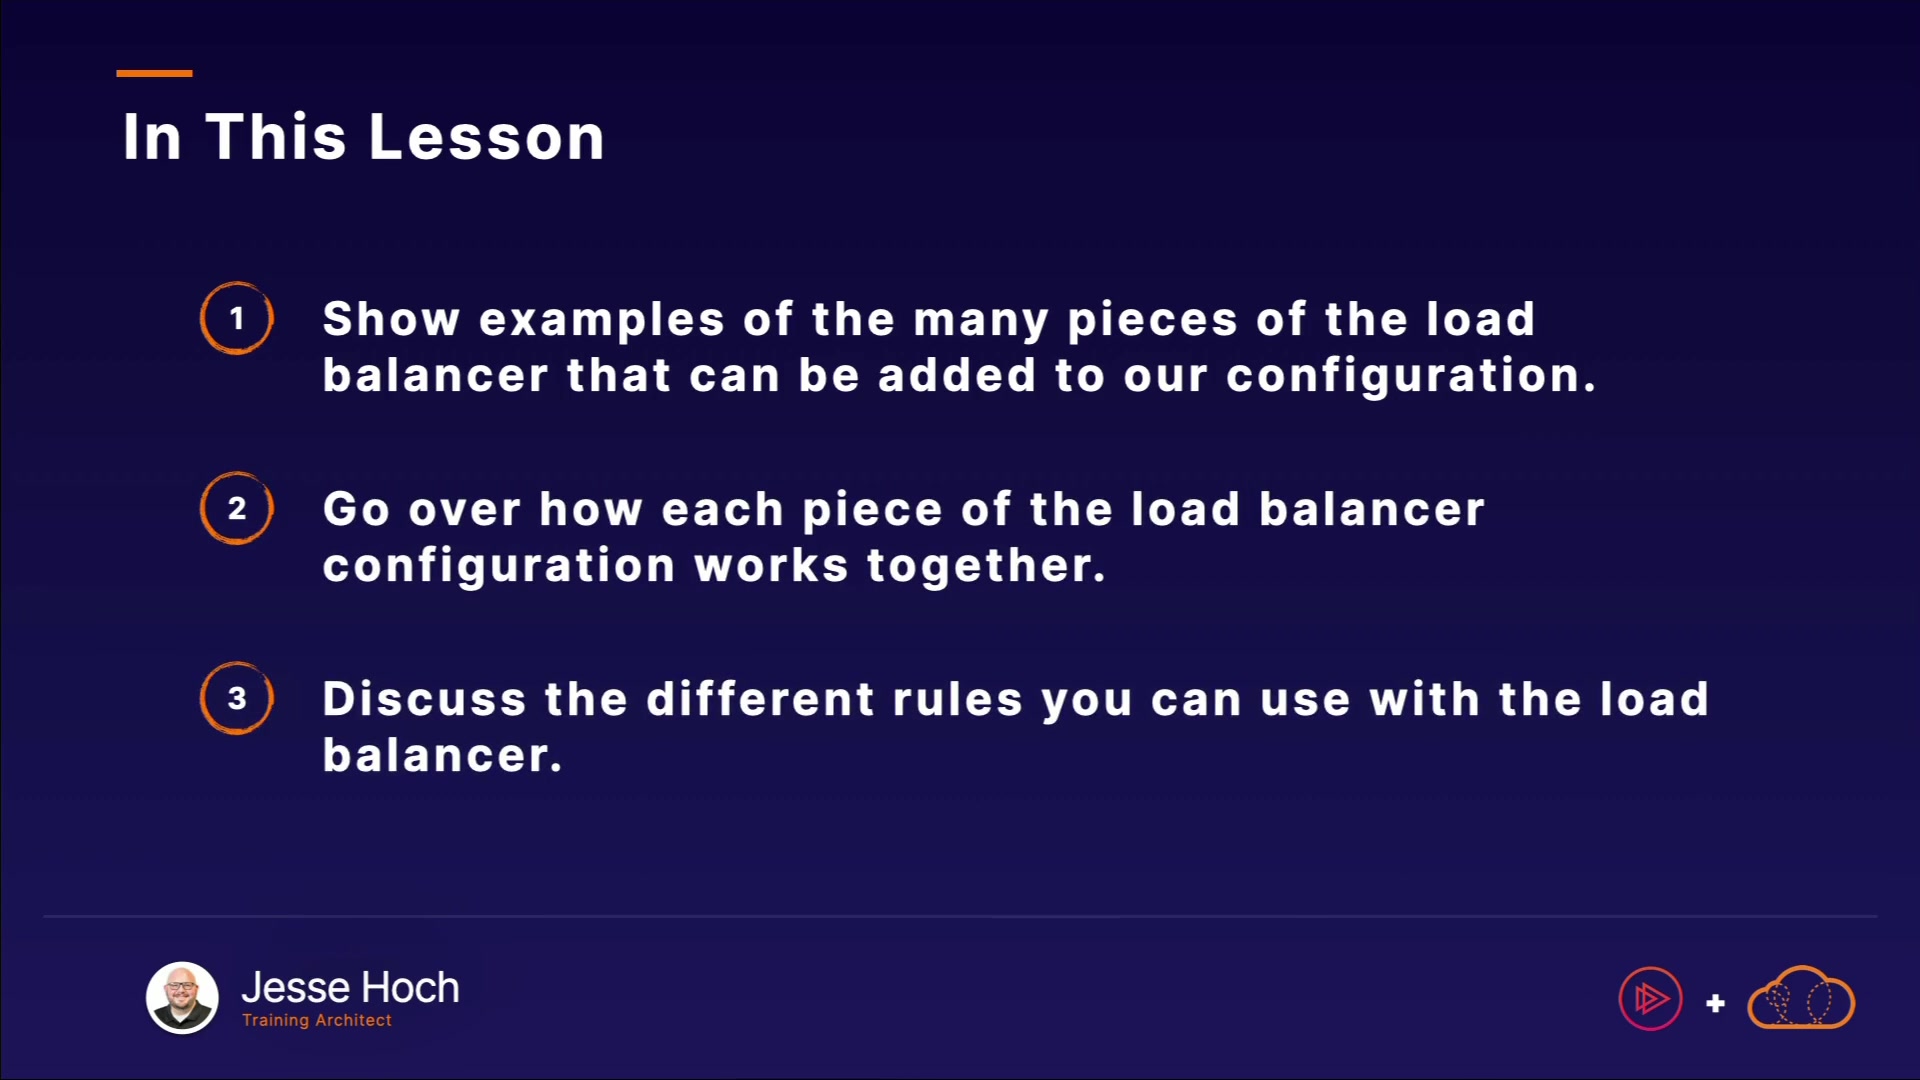 In This Lesson
1
Show examples of the many pieces of the load
balancer that can be added to our configuration.
2
Go over how each piece of the load balancer
configuration works together.
3
Discuss the different rules you can use with the load
balancer.
Jesse Hoch
Training Architect
+